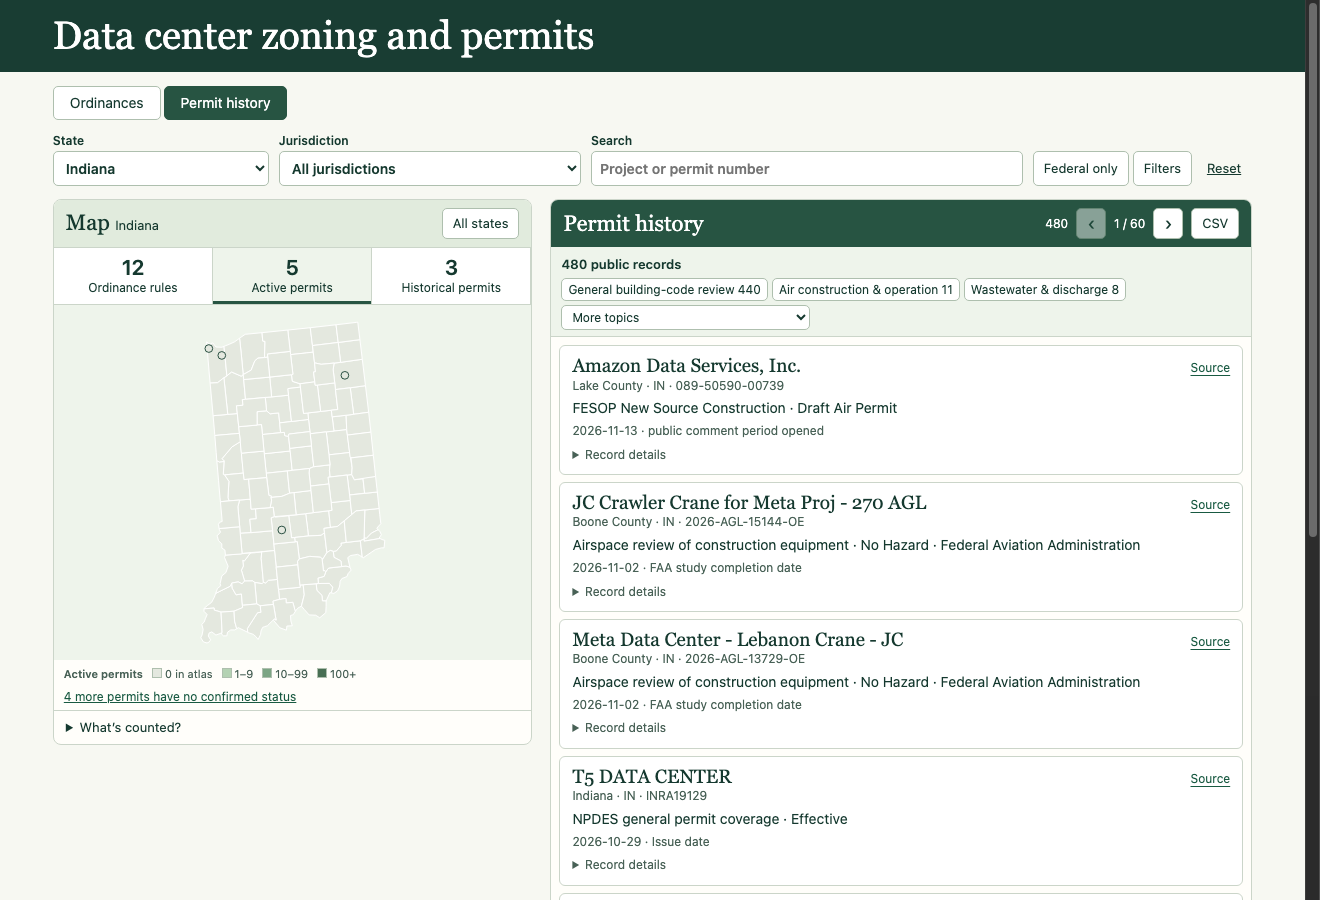 Data center zoning and permits
Ordinances
Permit history
State
Jurisdiction
Search
Indiana
All jurisdictions
Project or permit number
Federal only
Filters
Reset
Map Indiana
All states
12
Ordinance rules
5
Active permits
3
Historical permits
Active permits 0 in atlas 1–9 10–99 100+
4 more permits have no confirmed status
What’s counted?
Permit history
480
1 / 60
CSV
480 public records
General building-code review 440
Air construction & operation 11
Wastewater & discharge 8
More topics
Amazon Data Services, Inc.
Source
Lake County · IN · 089-50590-00739
FESOP New Source Construction · Draft Air Permit
2026-11-13 · public comment period opened
Record details
JC Crawler Crane for Meta Proj - 270 AGL
Source
Boone County · IN · 2026-AGL-15144-OE
Airspace review of construction equipment · No Hazard · Federal Aviation Administration
2026-11-02 · FAA study completion date
Record details
Meta Data Center - Lebanon Crane - JC
Source
Boone County · IN · 2026-AGL-13729-OE
Airspace review of construction equipment · No Hazard · Federal Aviation Administration
2026-11-02 · FAA study completion date
Record details
T5 DATA CENTER
Source
Indiana · IN · INRA19129
NPDES general permit coverage · Effective
2026-10-29 · Issue date
Record details